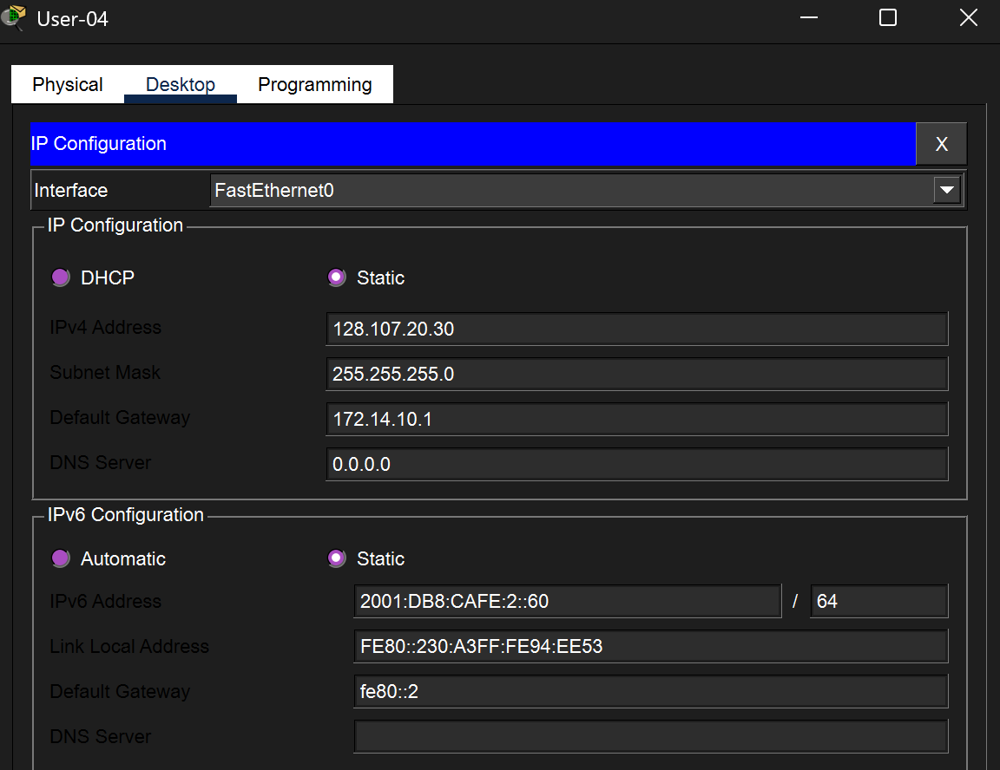 User-04
Physical Desktop Programming
IP Configuration X
Interface FastEthernet0
IP Configuration
DHCP Static
IPv4 Address 128.107.20.30
Subnet Mask 255.255.255.0
Default Gateway 172.14.10.1
DNS Server 0.0.0.0
IPv6 Configuration
Automatic Static
IPv6 Address 2001:DB8:CAFE:2::60 / 64
Link Local Address FE80::230:A3FF:FE94:EE53
Default Gateway fe80::2
DNS Server